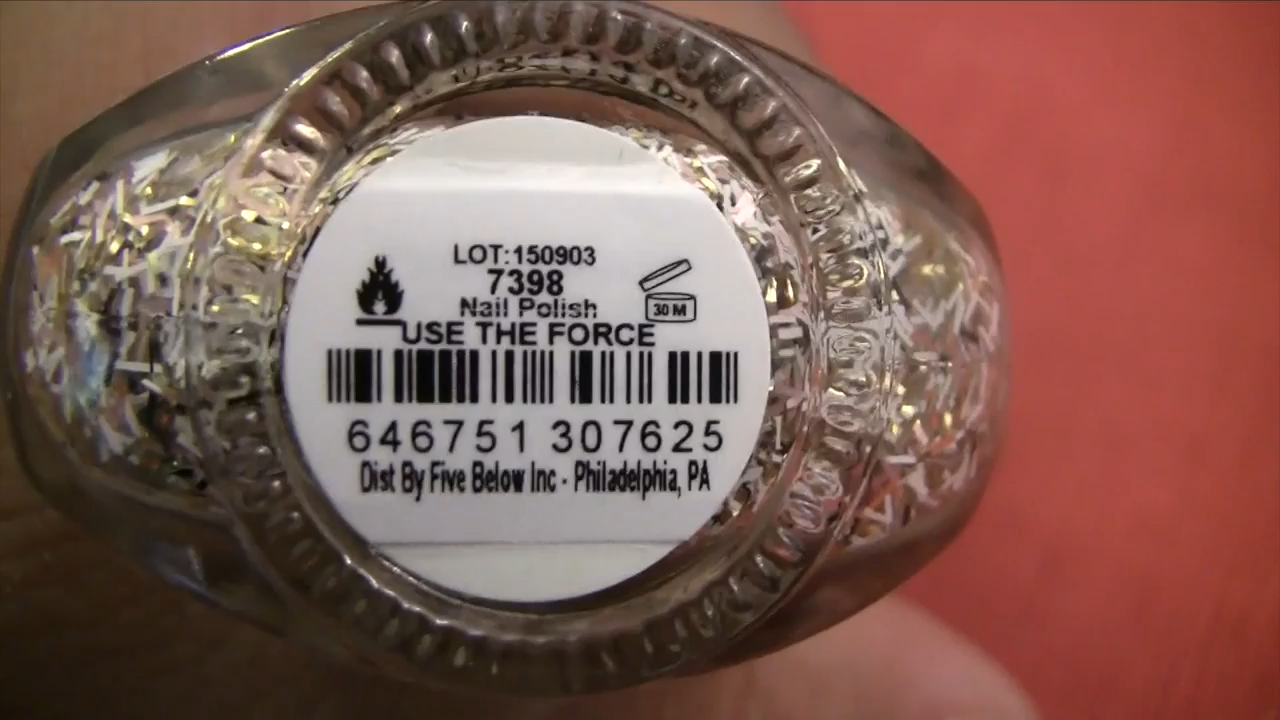 LOT:150903
7398
Nail Polish
30 M
USE THE FORCE
646751 307625
Dist By Five Below Inc - Philadelphia, PA